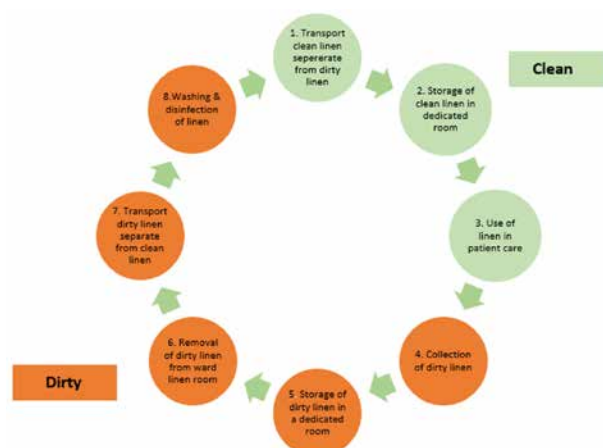 1. Transport
clean linen
sepererate
from dirty
linen
Clean
2. Storage of
clean linen in
dedicated
room
3. Use of
linen in
patient care
4. Collection
of dirty linen
5 Storage of
dirty linen in
a dedicated
room
6. Removal
of dirty linen
from ward
linen room
Dirty
7. Transport
dirty linen
separate
from clean
linen
8.Washing &
disinfection
of linen